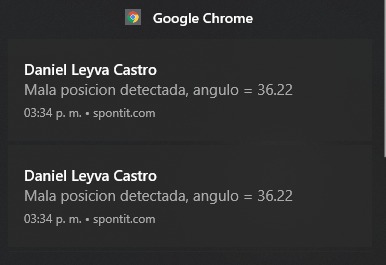 Google Chrome
Daniel Leyva Castro
Mala posicion detectada, angulo = 36.22
03:34 p. m. • spontit.com
Daniel Leyva Castro
Mala posicion detectada, angulo = 36.22
03:34 p. m. • spontit.com